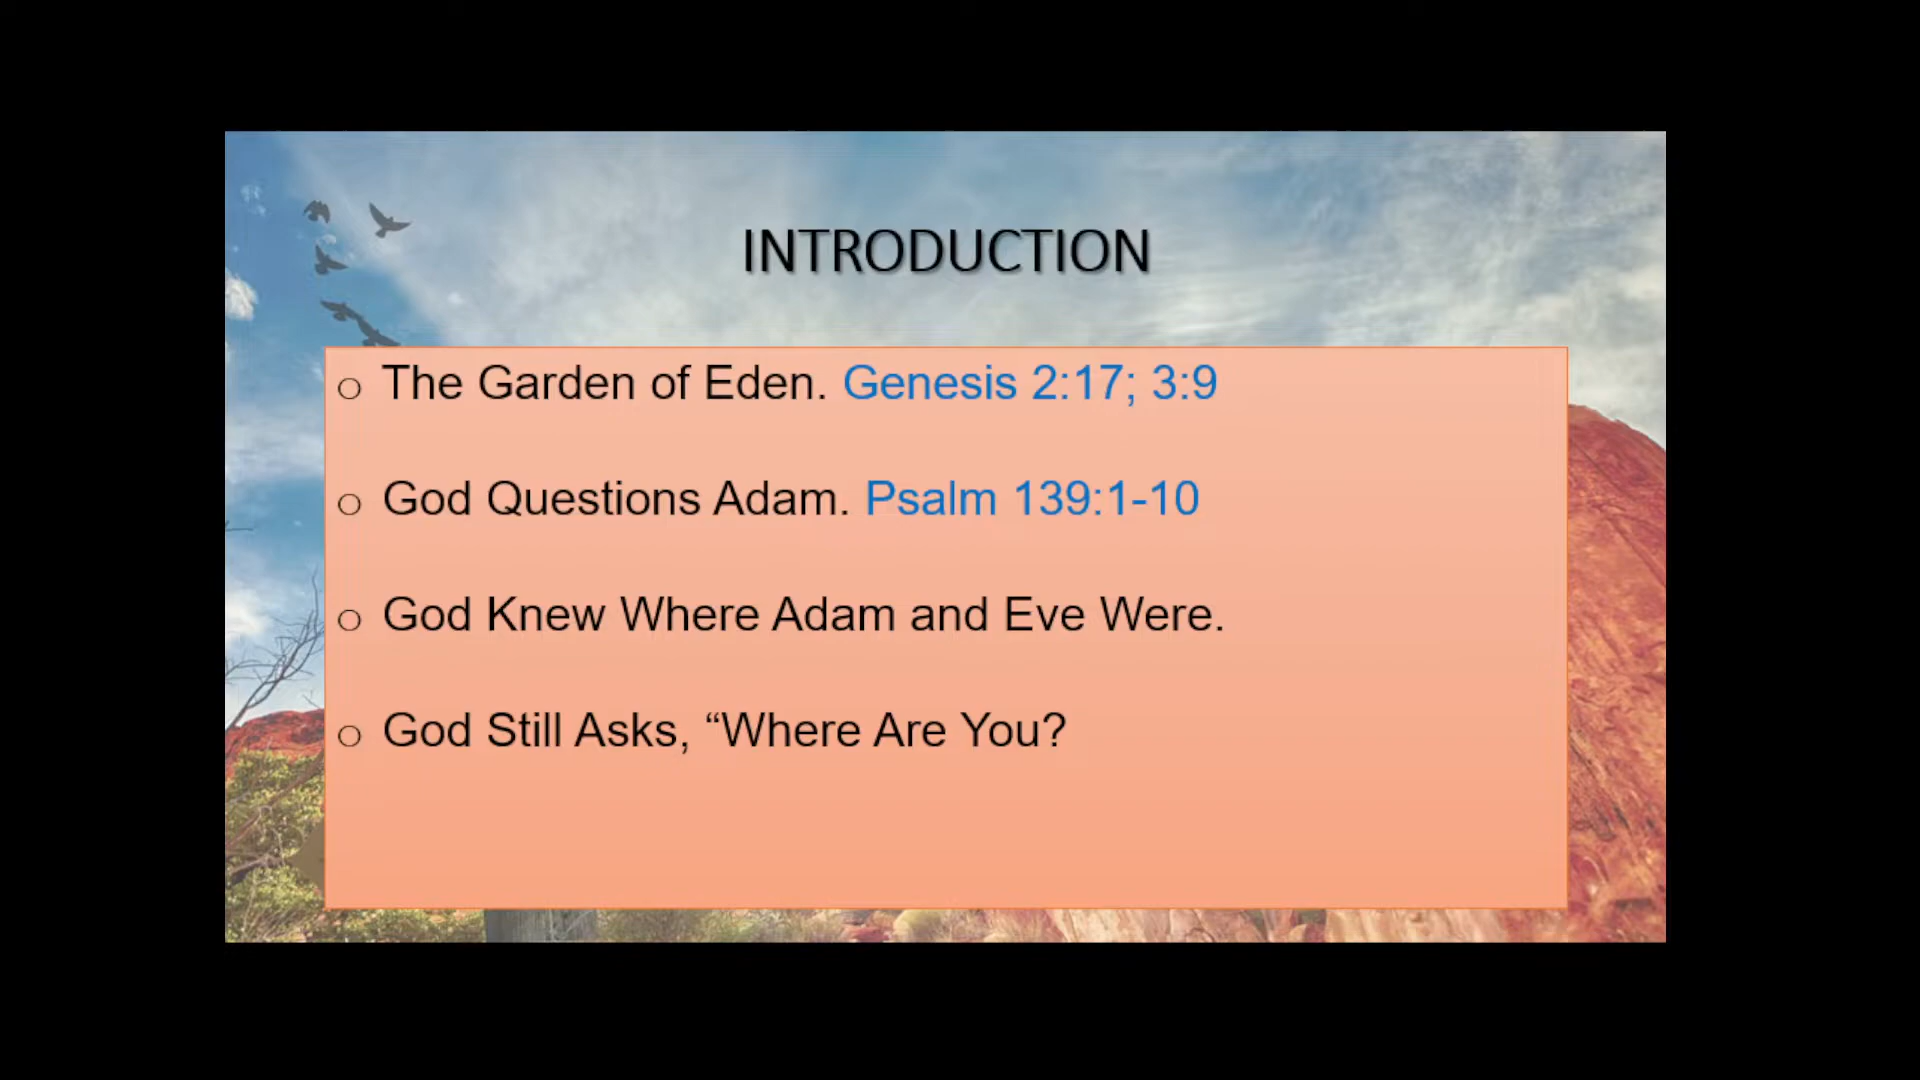 INTRODUCTION
o The Garden of Eden. Genesis 2:17; 3:9
o God Questions Adam. Psalm 139:1-10
o God Knew Where Adam and Eve Were.
o God Still Asks, “Where Are You?